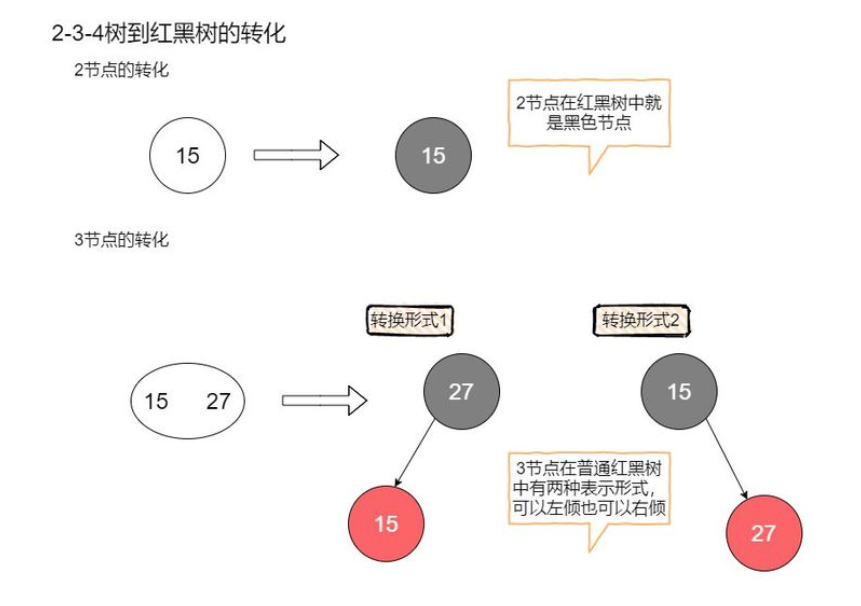 2-3-4树到红黑树的转化
2节点的转化
15
15
2节点在红黑树中就
是黑色节点
3节点的转化
转换形式1
转换形式2
15 27
27
15
3节点在普通红黑树
中有两种表示形式，
可以左倾也可以右倾
15
27